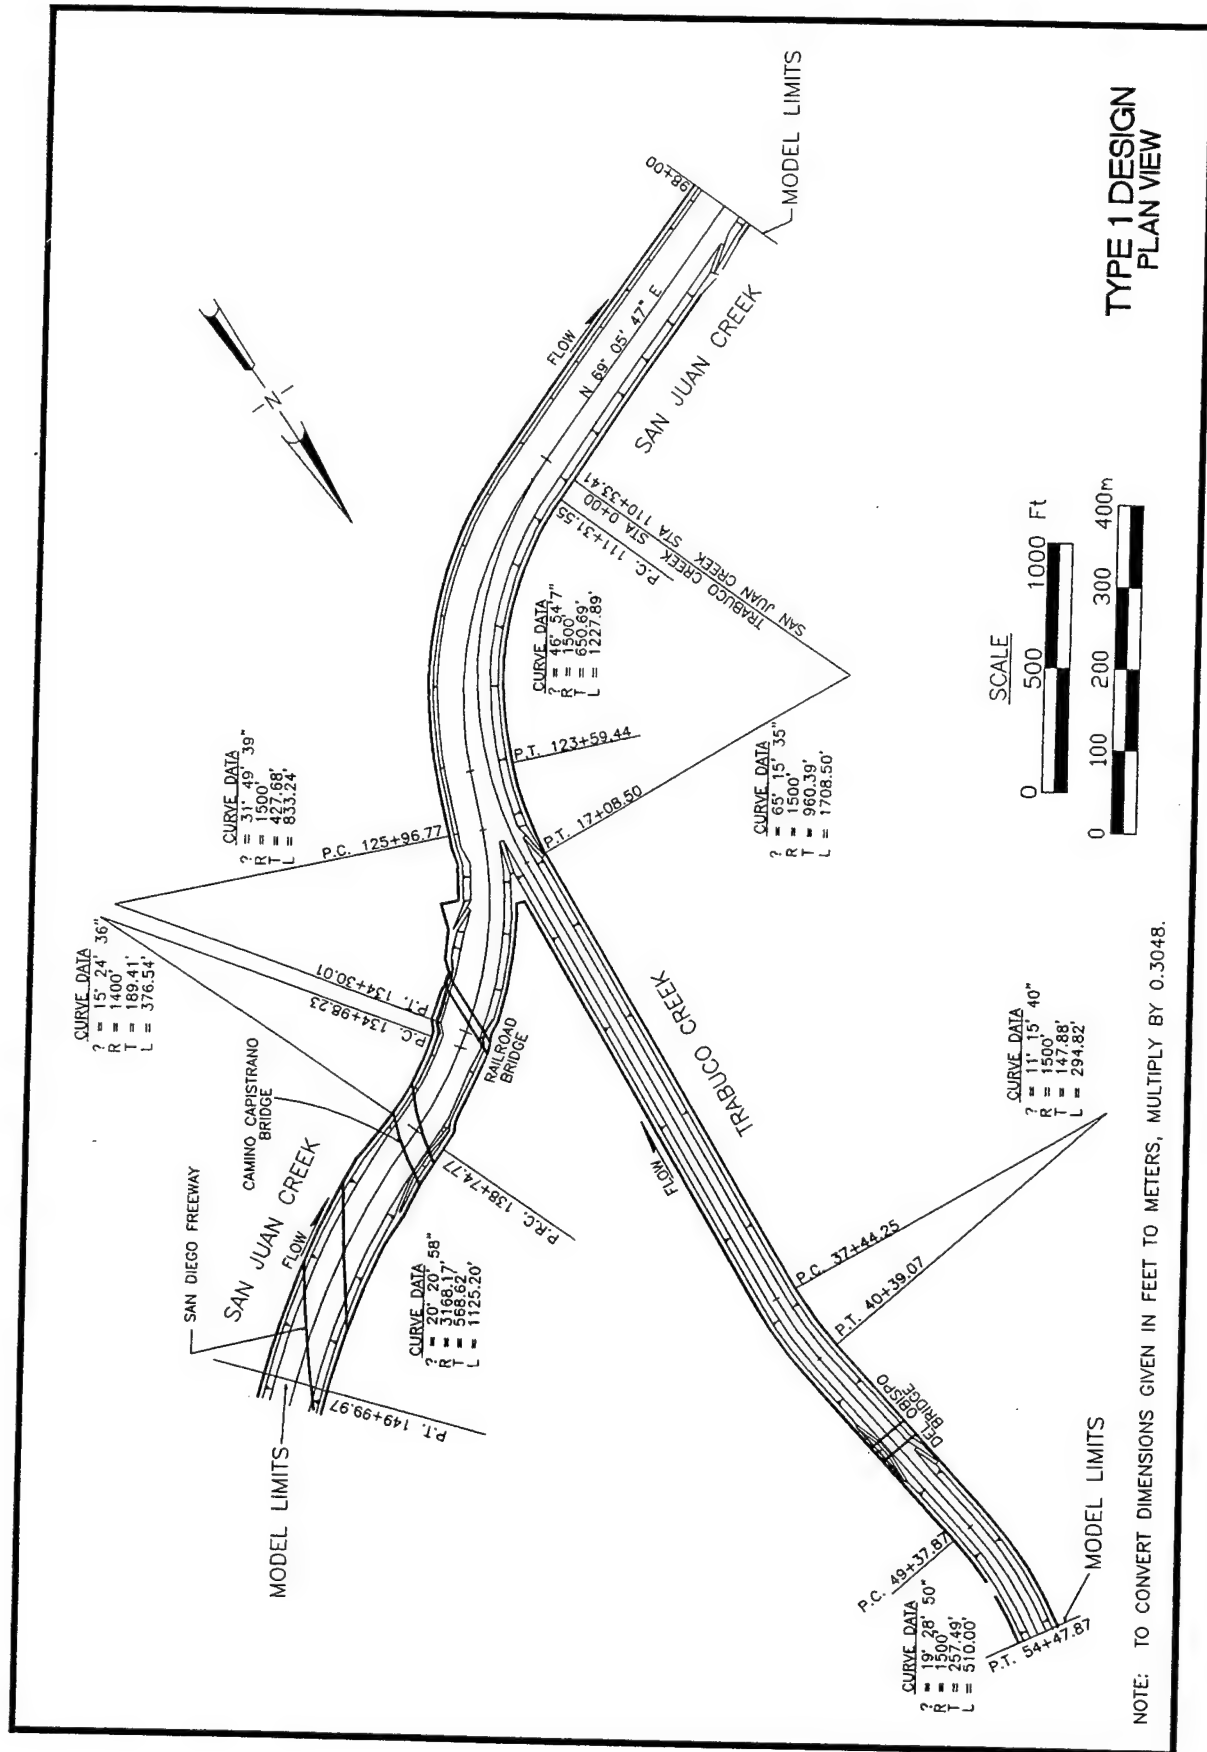 SAN DIEGO FREEWAY
SAN JUAN CREEK
FLOW
MODEL LIMITS
P.T. 149+99.97
CAMINO CAPISTRANO
BRIDGE
CURVE DATA
? = 15° 24' 36"
R = 1400'
T = 189.41'
L = 376.54'
CURVE DATA
? = 31° 49' 39"
R = 1500'
T = 427.68'
L = 833.24'
P.C. 125+96.77
P.T. 134+30.01
P.C. 134+98.23
RAILROAD
BRIDGE
P.R.C. 138+74.77
CURVE DATA
? = 20° 20' 58"
R = 3168.17'
T = 568.62'
L = 1125.20'
N
FLOW
N 69° 05' 47" E
98+00
MODEL LIMITS
SAN JUAN CREEK
CURVE DATA
? = 46° 54'7"
R = 1500'
T = 650.69'
L = 1227.89'
P.C. 111+31.55
TRABUCO CREEK STA 0+00
SAN JUAN CREEK STA 110+33.41
P.T. 123+59.44
P.T. 17+08.50
CURVE DATA
? = 65° 15' 35"
R = 1500'
T = 960.39'
L = 1708.50'
TRABUCO CREEK
FLOW
CURVE DATA
? = 11° 15' 40"
R = 1500'
T = 147.88'
L = 294.82'
P.C. 37+44.25
P.T. 40+39.07
DEL OBISPO
BRIDGE
P.C. 49+37.87
CURVE DATA
? = 19° 28' 50"
R = 1500'
T = 257.49'
L = 510.00'
P.T. 54+47.87
MODEL LIMITS
SCALE
0 500 1000 Ft
0 100 200 300 400m
TYPE 1 DESIGN
PLAN VIEW
NOTE: TO CONVERT DIMENSIONS GIVEN IN FEET TO METERS, MULTIPLY BY 0.3048.